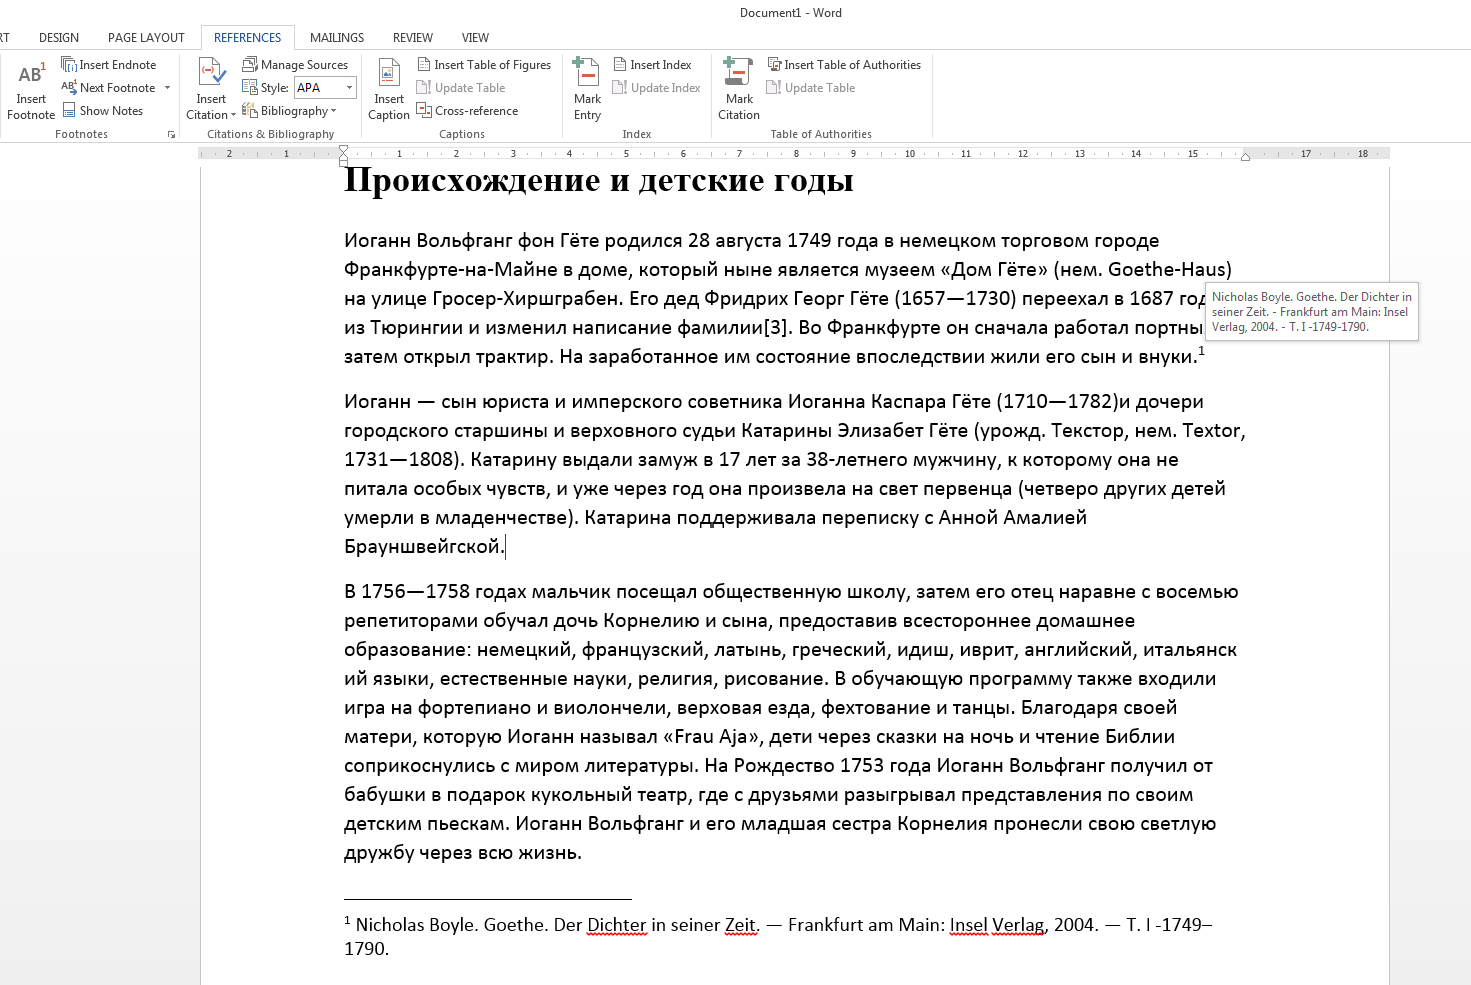 Document1 - Word
RT DESIGN PAGE LAYOUT REFERENCES MAILINGS REVIEW VIEW
AB1 Insert Footnote
Insert Endnote
AB1 Next Footnote
Show Notes
Footnotes
Insert Citation
Manage Sources
Style: APA
Bibliography
Citations & Bibliography
Insert Caption
Insert Table of Figures
Update Table
Cross-reference
Captions
Mark Entry
Insert Index
Update Index
Index
Mark Citation
Insert Table of Authorities
Update Table
Table of Authorities
2 1 1 2 3 4 5 6 7 8 9 10 11 12 13 14 15 17 18
Происхождение и детские годы
Иоганн Вольфганг фон Гёте родился 28 августа 1749 года в немецком торговом городе
Франкфурте-на-Майне в доме, который ныне является музеем «Дом Гёте» (нем. Goethe-Haus)
на улице Гросер-Хиршграбен. Его дед Фридрих Георг Гёте (1657—1730) переехал в 1687 год
из Тюрингии и изменил написание фамилии[3]. Во Франкфурте он сначала работал портны
затем открыл трактир. На заработанное им состояние впоследствии жили его сын и внуки.1
Nicholas Boyle. Goethe. Der Dichter in
seiner Zeit. - Frankfurt am Main: Insel
Verlag, 2004. - T. I -1749-1790.
Иоганн — сын юриста и имперского советника Иоганна Каспара Гёте (1710—1782)и дочери
городского старшины и верховного судьи Катарины Элизабет Гёте (урожд. Текстор, нем. Textor,
1731—1808). Катарину выдали замуж в 17 лет за 38-летнего мужчину, к которому она не
питала особых чувств, и уже через год она произвела на свет первенца (четверо других детей
умерли в младенчестве). Катарина поддерживала переписку с Анной Амалией
Брауншвейгской.
В 1756—1758 годах мальчик посещал общественную школу, затем его отец наравне с восемью
репетиторами обучал дочь Корнелию и сына, предоставив всестороннее домашнее
образование: немецкий, французский, латынь, греческий, идиш, иврит, английский, итальянск
ий языки, естественные науки, религия, рисование. В обучающую программу также входили
игра на фортепиано и виолончели, верховая езда, фехтование и танцы. Благодаря своей
матери, которую Иоганн называл «Frau Aja», дети через сказки на ночь и чтение Библии
соприкоснулись с миром литературы. На Рождество 1753 года Иоганн Вольфганг получил от
бабушки в подарок кукольный театр, где с друзьями разыгрывал представления по своим
детским пьескам. Иоганн Вольфганг и его младшая сестра Корнелия пронесли свою светлую
дружбу через всю жизнь.
1 Nicholas Boyle. Goethe. Der Dichter in seiner Zeit. — Frankfurt am Main: Insel Verlag, 2004. — T. I -1749–
1790.